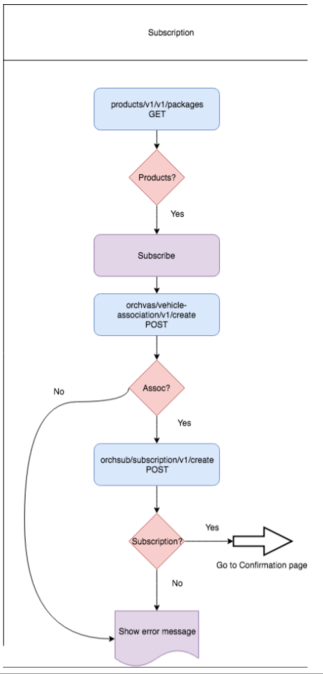 Subscription
products/v1/v1/packages
GET
Products?
Yes
Subscribe
orchvas/vehicle-
association/v1/create
POST
Assoc?
No
Yes
orchsub/subscription/v1/create
POST
Subscription?
Yes
Go to Confirmation page
No
Show error message